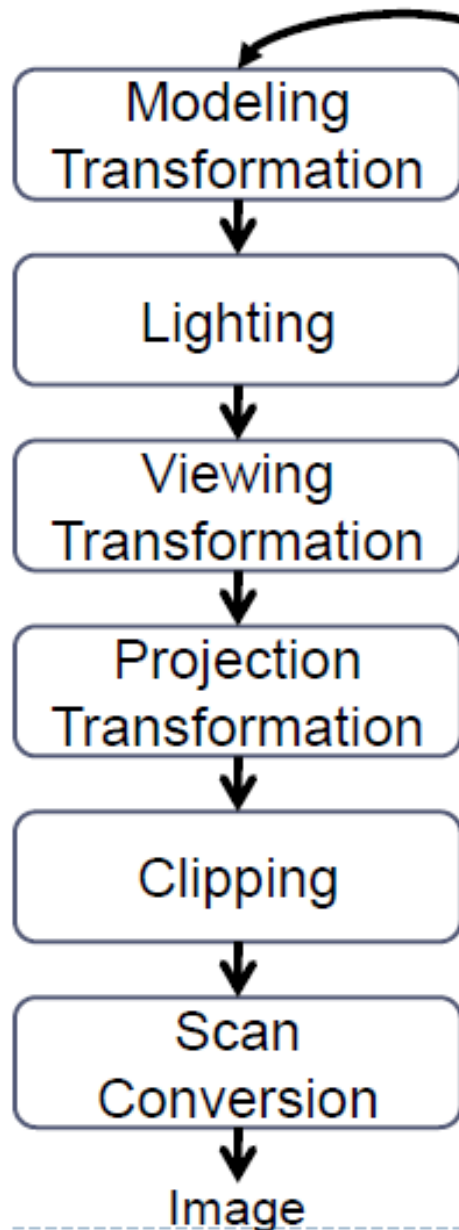 Modeling
Transformation
Lighting
Viewing
Transformation
Projection
Transformation
Clipping
Scan
Conversion
Image